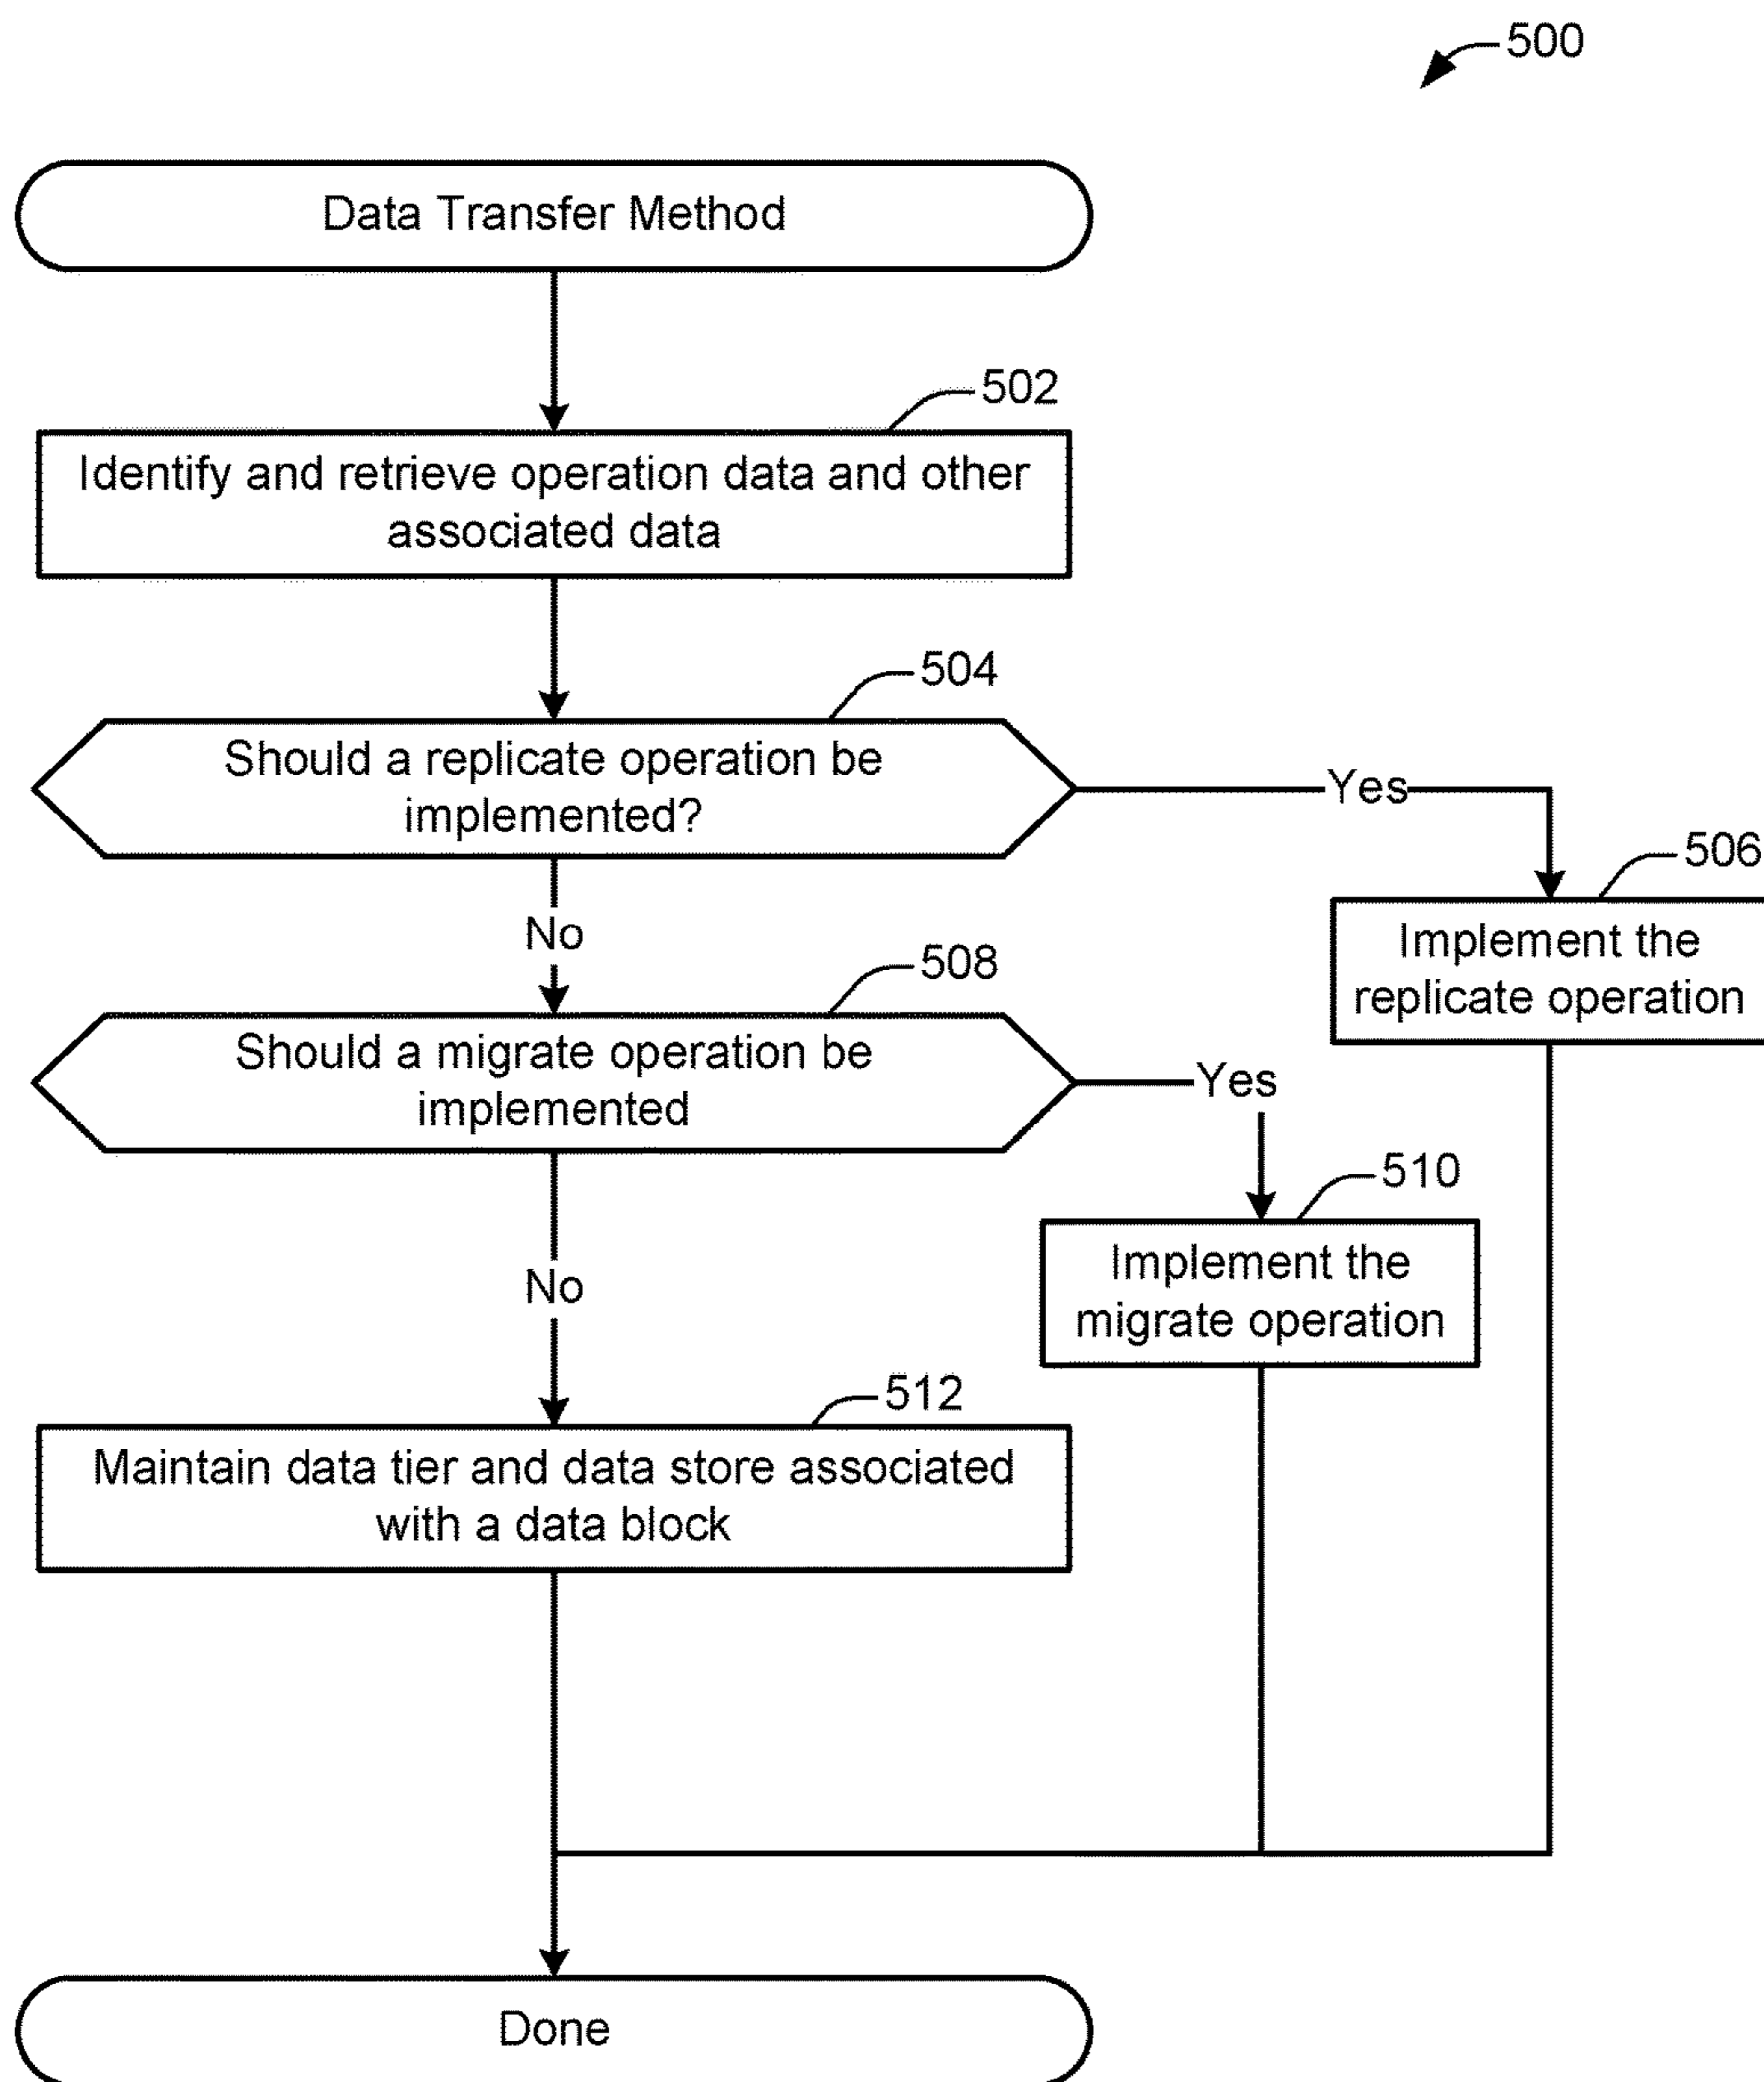 500
Data Transfer Method
502
Identify and retrieve operation data and other
associated data
504
Should a replicate operation be
implemented?
Yes
506
Implement the
replicate operation
No
508
Should a migrate operation be
implemented
Yes
510
Implement the
migrate operation
No
512
Maintain data tier and data store associated
with a data block
Done